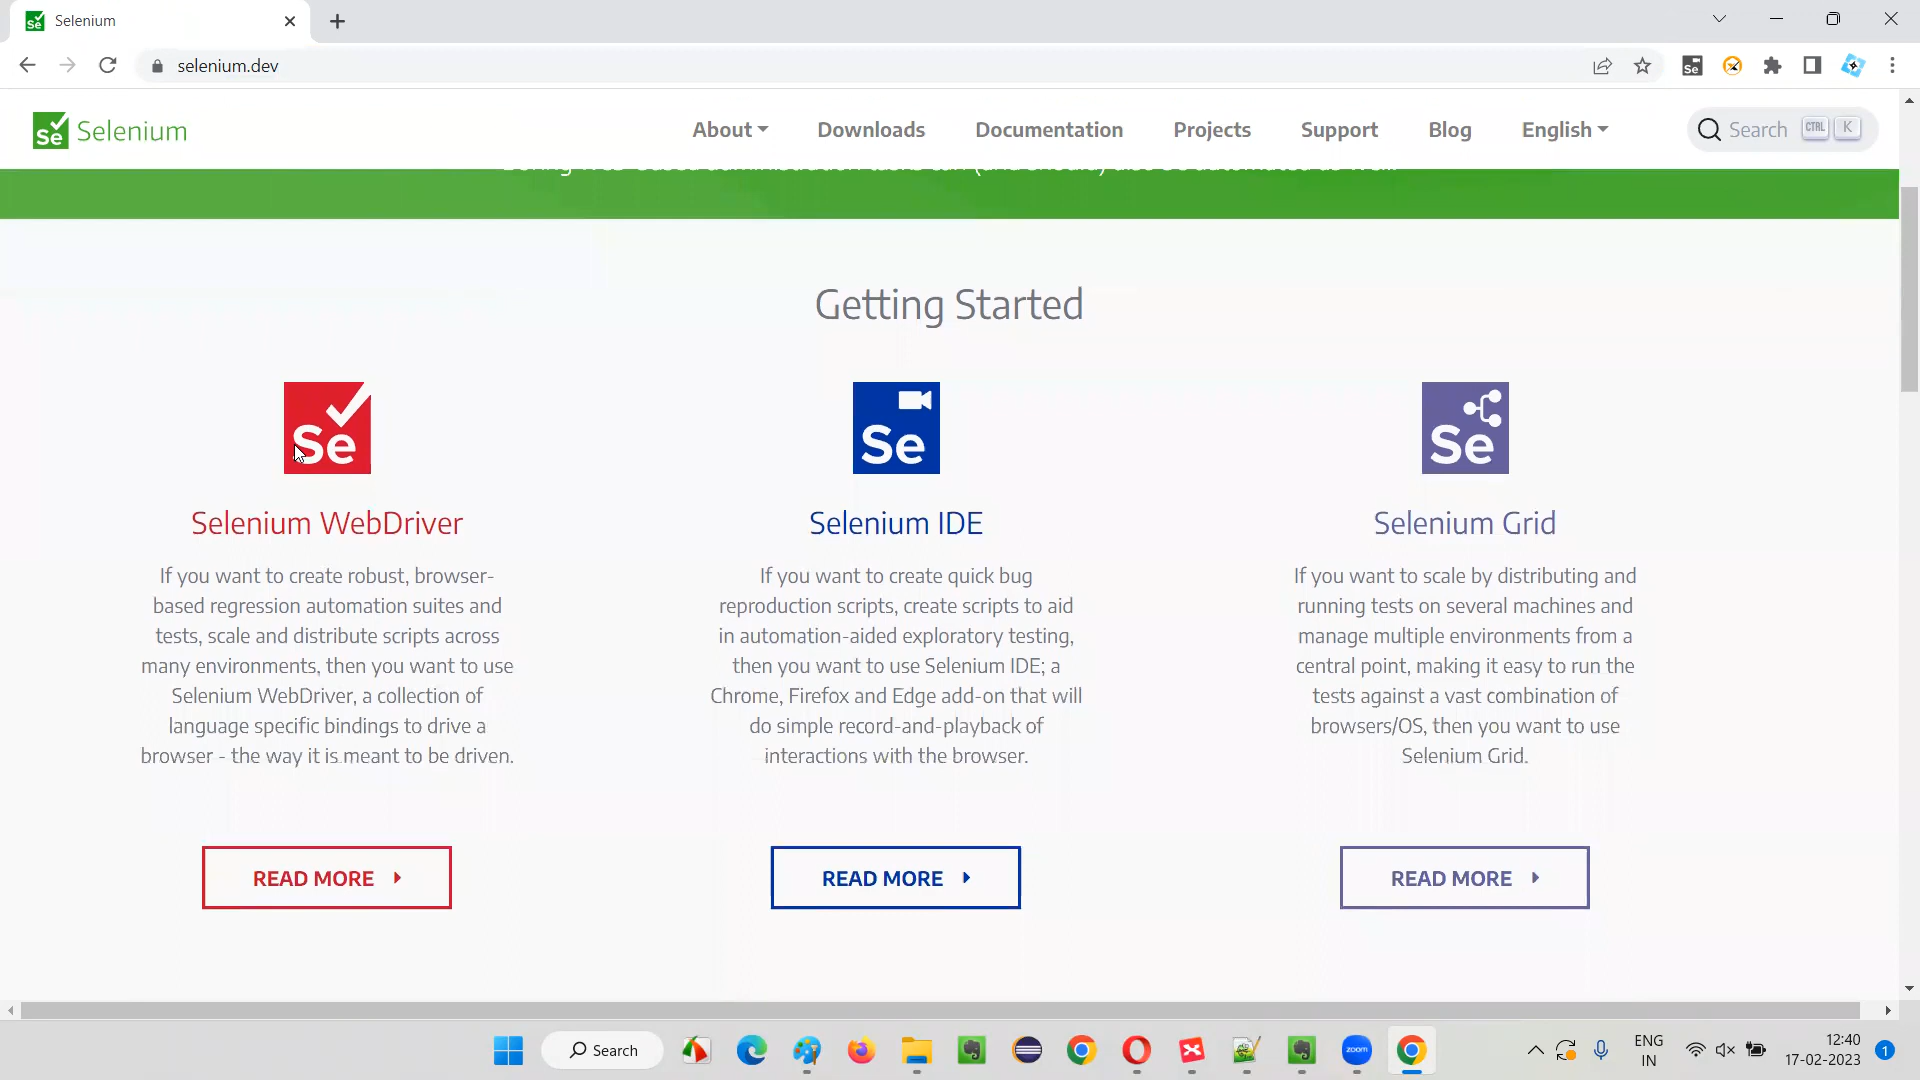 Selenium
selenium.dev
Se
Se Selenium
About
Downloads
Documentation
Projects
Support
Blog
English
Search CTRL K
Getting Started
Se
Selenium WebDriver
If you want to create robust, browser-
based regression automation suites and
tests, scale and distribute scripts across
many environments, then you want to use
Selenium WebDriver, a collection of
language specific bindings to drive a
browser - the way it is meant to be driven.
READ MORE
Se
Selenium IDE
If you want to create quick bug
reproduction scripts, create scripts to aid
in automation-aided exploratory testing,
then you want to use Selenium IDE; a
Chrome, Firefox and Edge add-on that will
do simple record-and-playback of
interactions with the browser.
READ MORE
Se
Selenium Grid
If you want to scale by distributing and
running tests on several machines and
manage multiple environments from a
central point, making it easy to run the
tests against a vast combination of
browsers/OS, then you want to use
Selenium Grid.
READ MORE
Search
zoom
ENG
IN
12:40
17-02-2023
1